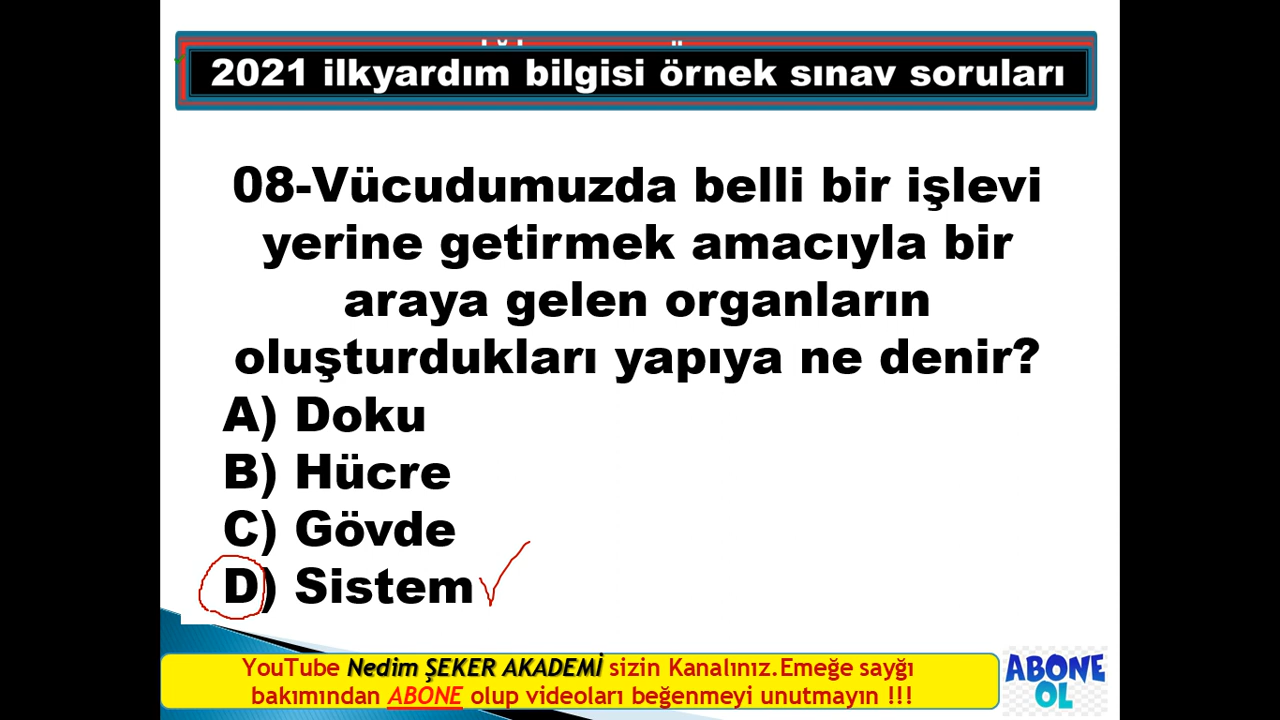 2021 ilkyardım bilgisi örnek sınav soruları
08-Vücudumuzda belli bir işlevi
yerine getirmek amacıyla bir
araya gelen organların
oluşturdukları yapıya ne denir?
A) Doku
B) Hücre
C) Gövde
D) Sistem
YouTube Nedim ŞEKER AKADEMİ sizin Kanalınız.Emeğe sayğı
bakımından ABONE olup videoları beğenmeyi unutmayın !!!
ABONE
OL